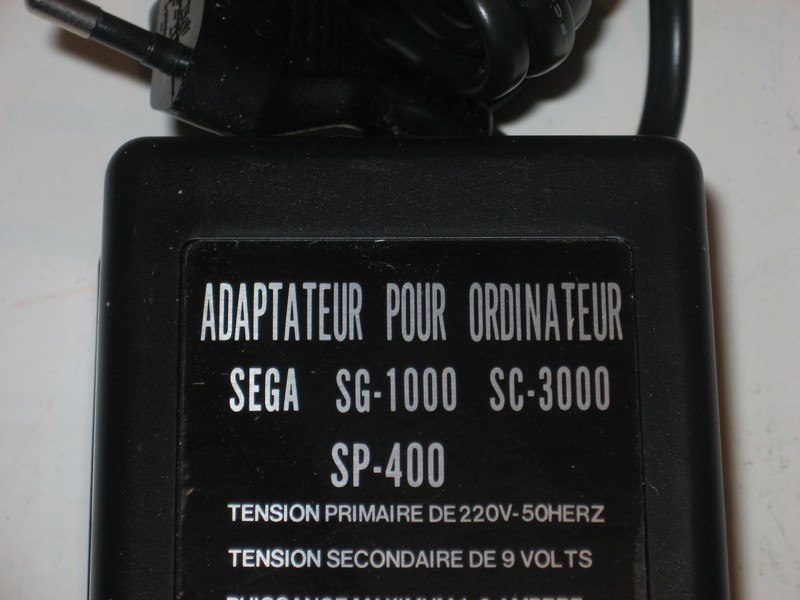 ADAPTATEUR POUR ORDINATEUR
SEGA SG-1000 SC-3000
SP-400
TENSION PRIMAIRE DE 220V-50HERZ
TENSION SECONDAIRE DE 9 VOLTS